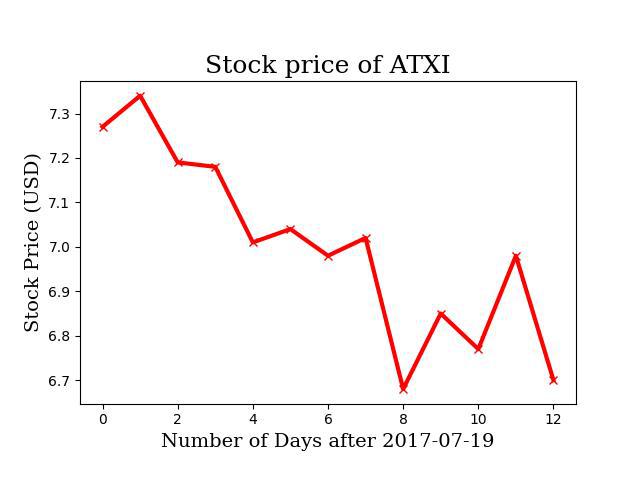 Stock price of ATXI
Stock Price (USD)
7.3
7.2
7.1
7.0
6.9
6.8
6.7
0 2 4 6 8 10 12
Number of Days after 2017-07-19